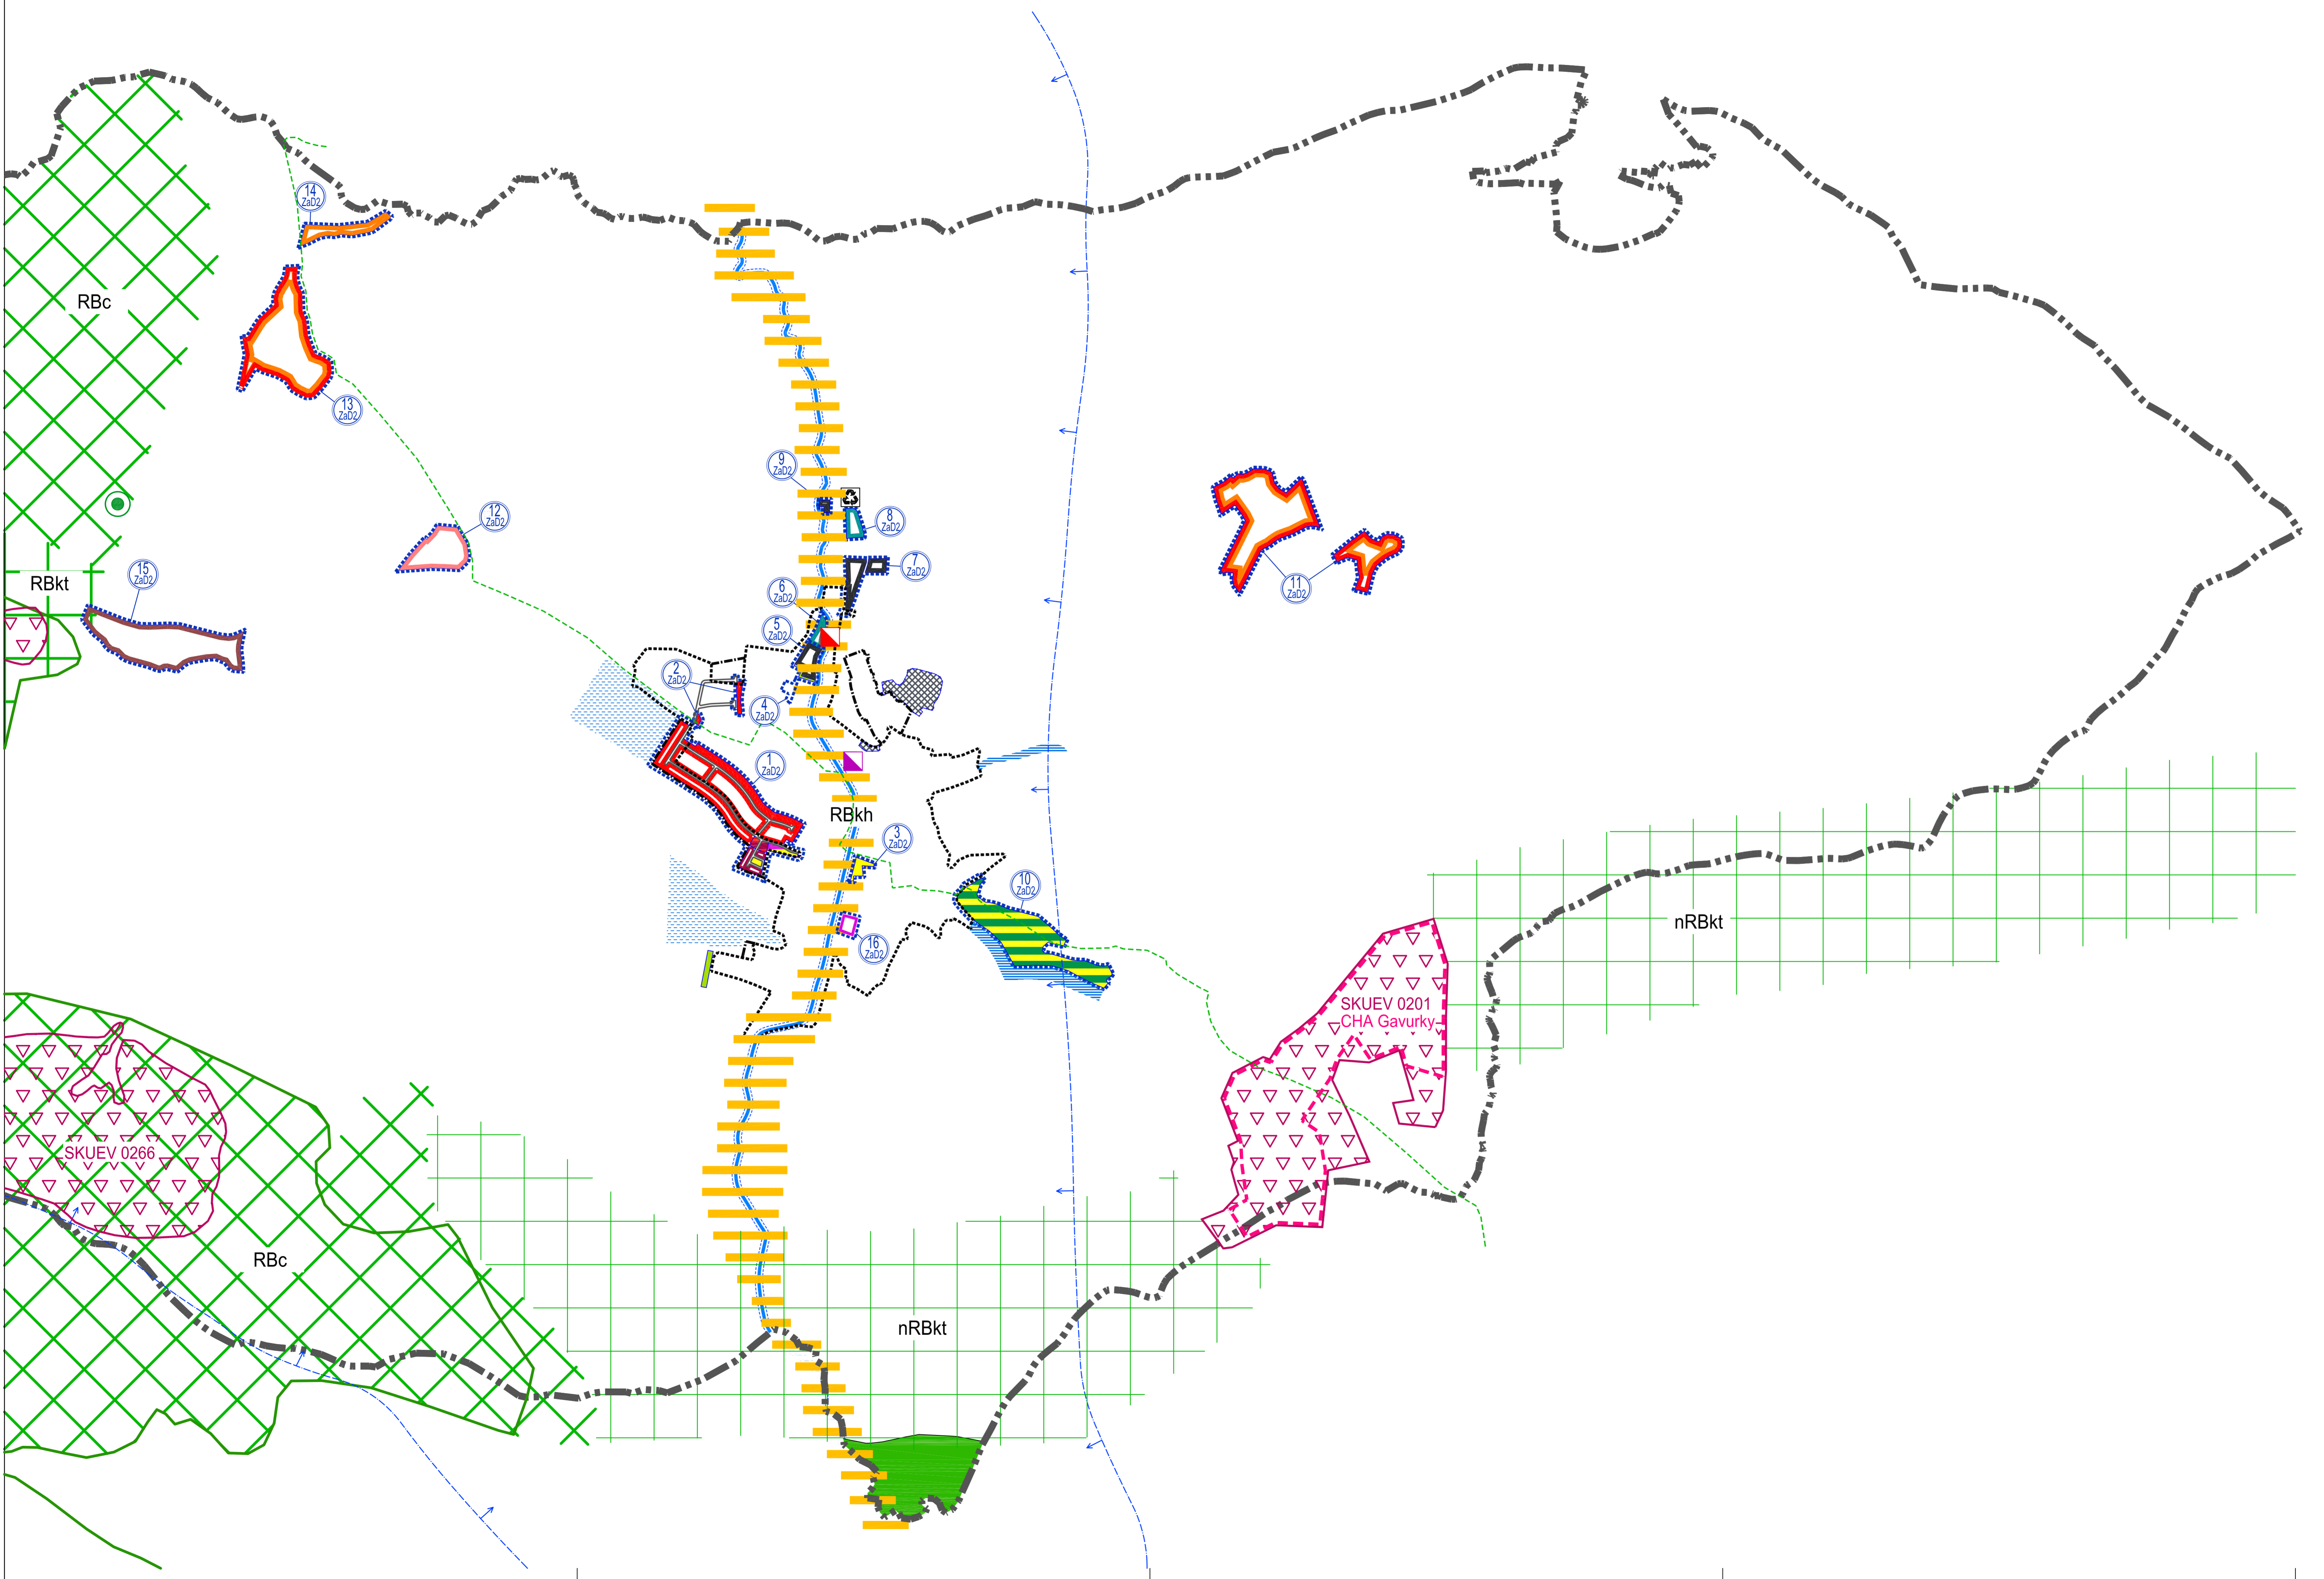 14
ZaD2
RBc
13
ZaD2
9
ZaD2
12
ZaD2
8
ZaD2
7
ZaD2
RBkt
15
ZaD2
6
ZaD2
11
ZaD2
5
ZaD2
2
ZaD2
4
ZaD2
1
ZaD2
RBkh
3
ZaD2
10
ZaD2
nRBkt
16
ZaD2
SKUEV 0201
CHA Gavurky
SKUEV 0266
RBc
nRBkt